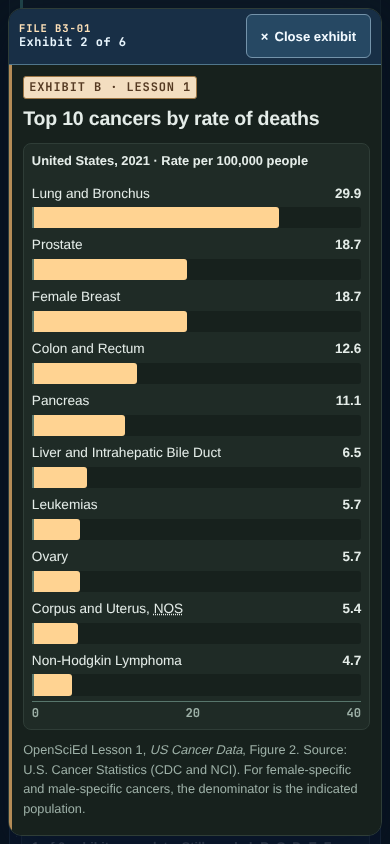 FILE B3-01
Exhibit 2 of 6
× Close exhibit
EXHIBIT B · LESSON 1
Top 10 cancers by rate of deaths
United States, 2021 · Rate per 100,000 people
Lung and Bronchus 29.9
Prostate 18.7
Female Breast 18.7
Colon and Rectum 12.6
Pancreas 11.1
Liver and Intrahepatic Bile Duct 6.5
Leukemias 5.7
Ovary 5.7
Corpus and Uterus, NOS 5.4
Non-Hodgkin Lymphoma 4.7
0 20 40
OpenSciEd Lesson 1, US Cancer Data, Figure 2. Source:
U.S. Cancer Statistics (CDC and NCI). For female-specific
and male-specific cancers, the denominator is the indicated
population.